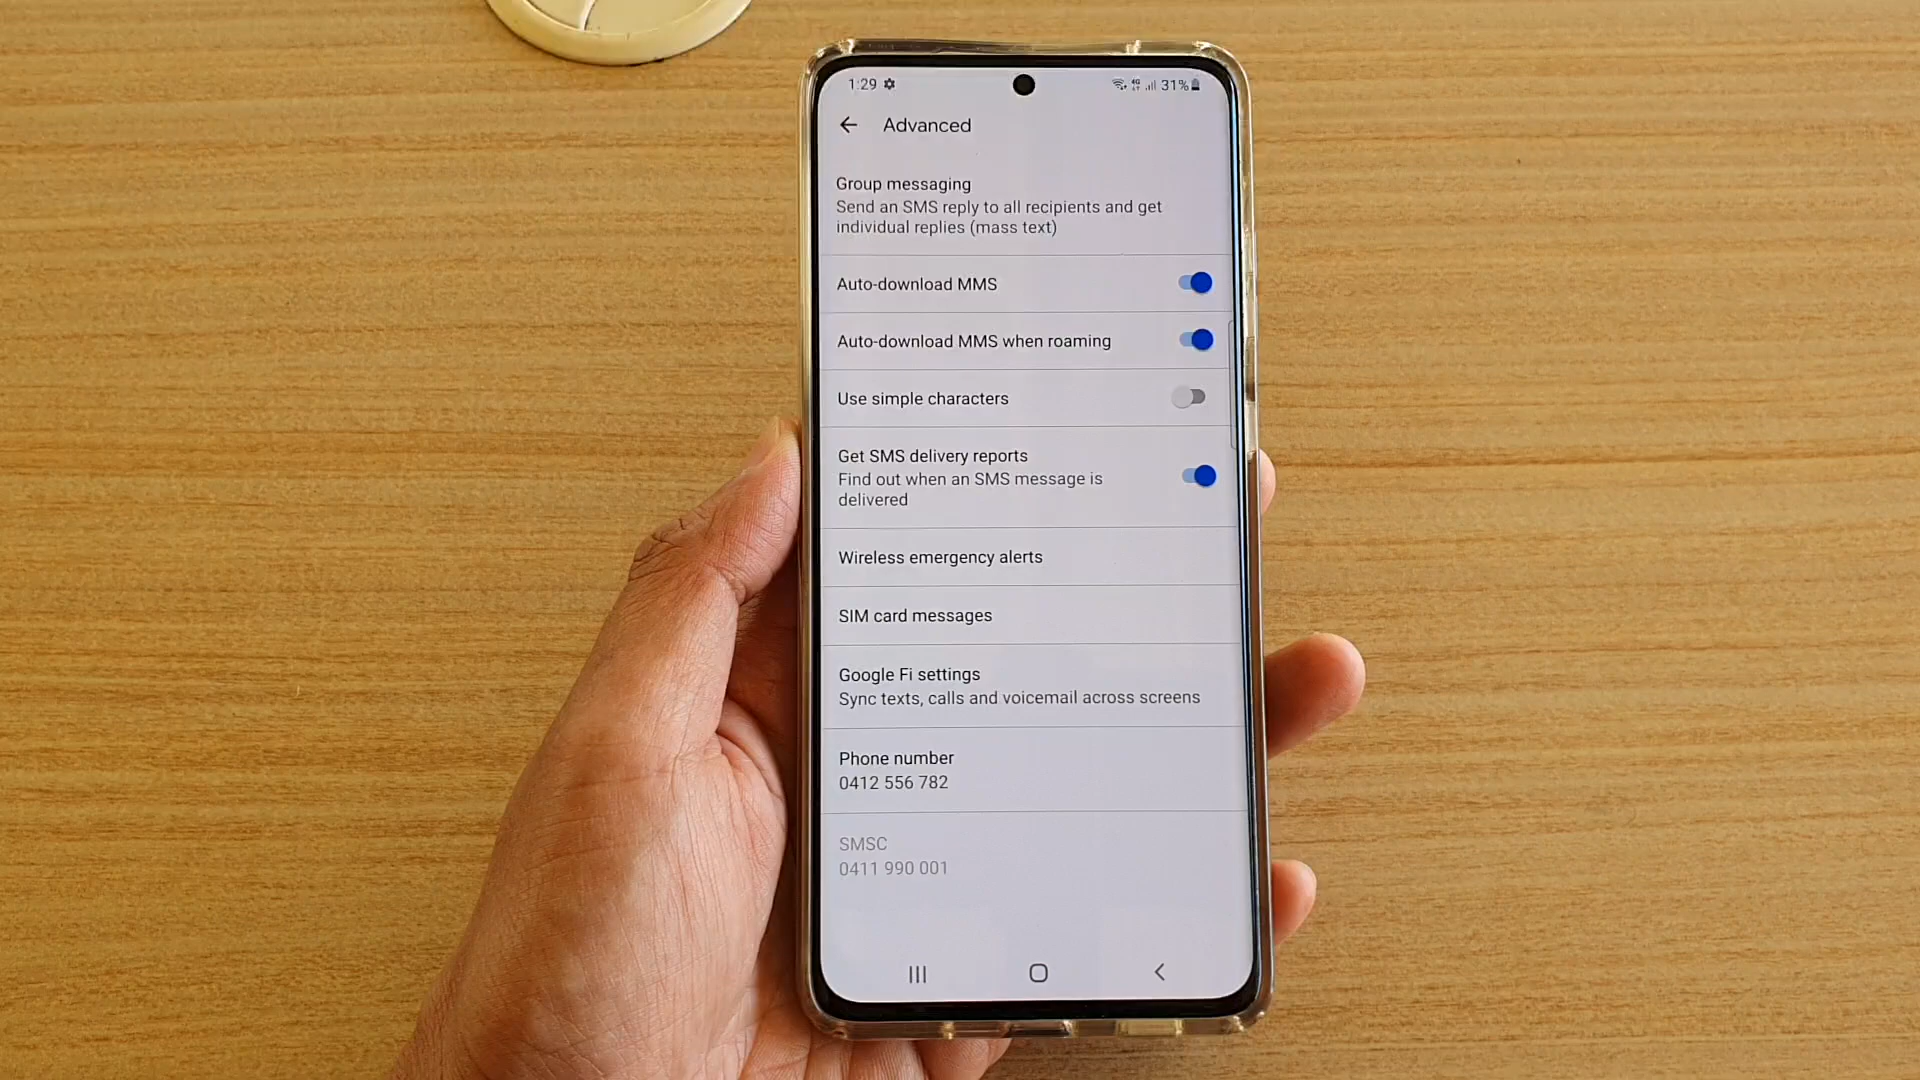 1:29 31%
Advanced
Group messaging
Send an SMS reply to all recipients and get
individual replies (mass text)
Auto-download MMS
Auto-download MMS when roaming
Use simple characters
Get SMS delivery reports
Find out when an SMS message is
delivered
Wireless emergency alerts
SIM card messages
Google Fi settings
Sync texts, calls and voicemail across screens
Phone number
0412 556 782
SMSC
0411 990 001